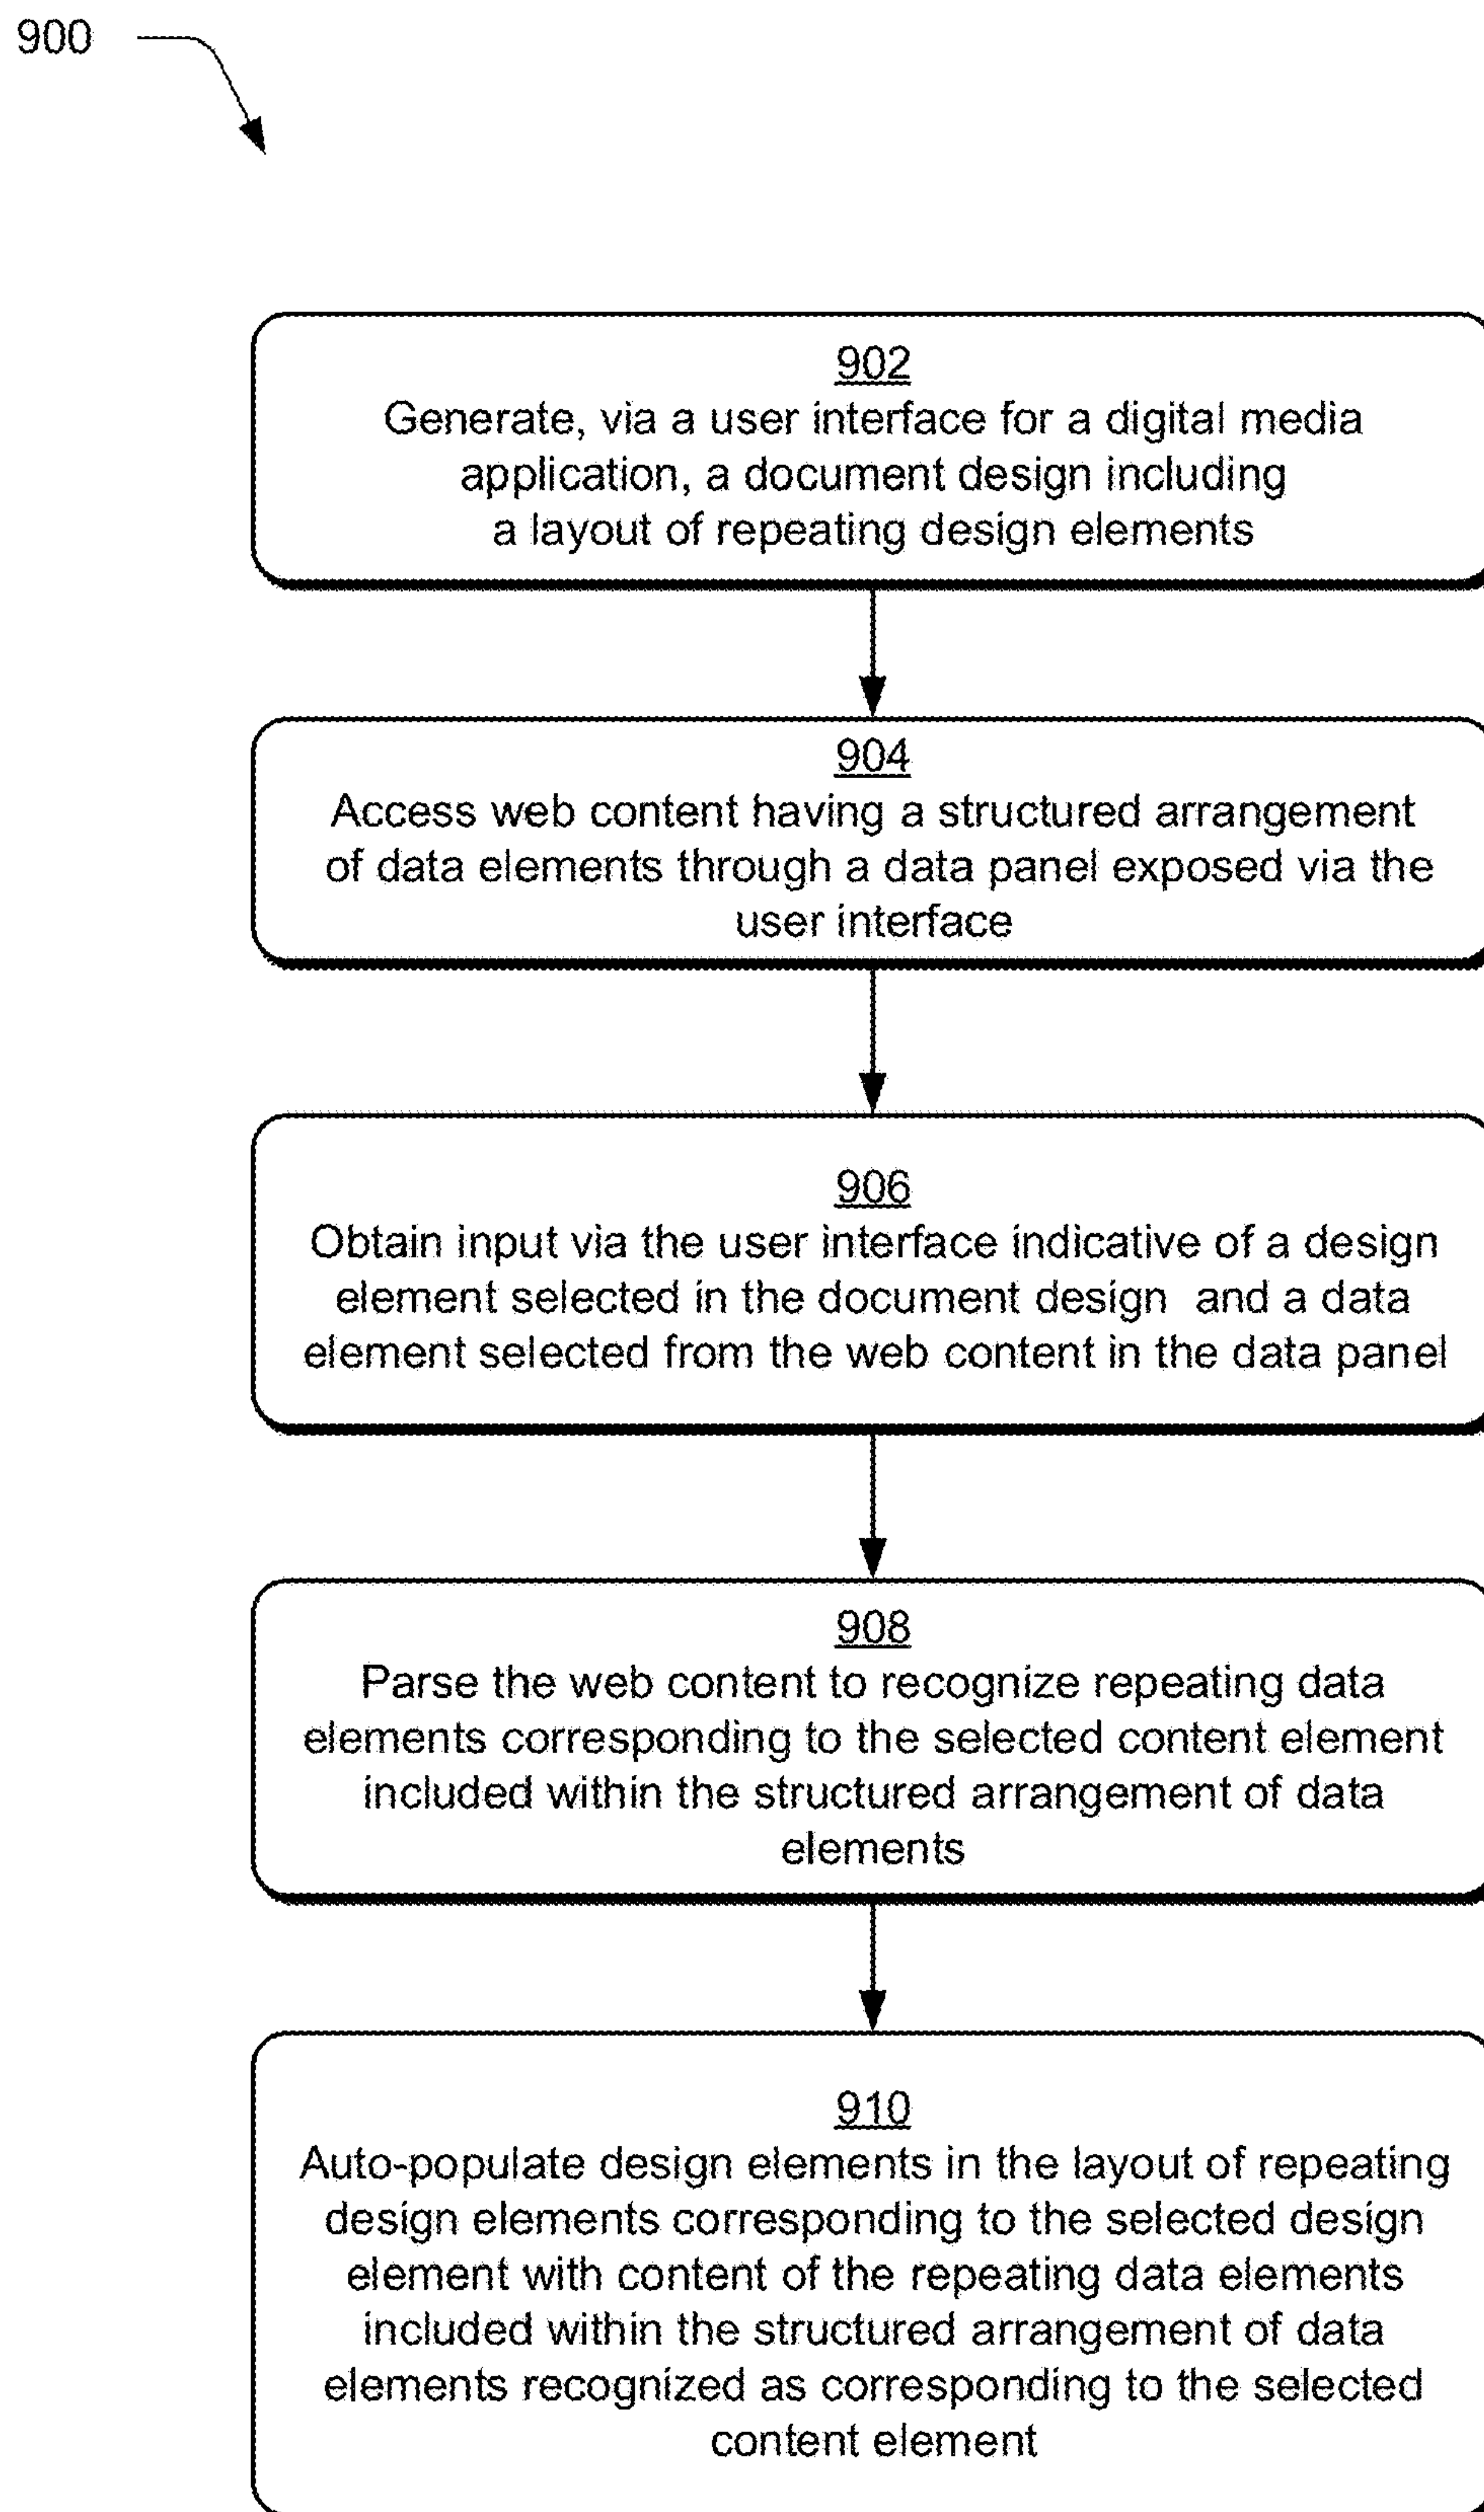 900
902
Generate, via a user interface for a digital media
application, a document design including
a layout of repeating design elements
904
Access web content having a structured arrangement
of data elements through a data panel exposed via the
user interface
906
Obtain input via the user interface indicative of a design
element selected in the document design and a data
element selected from the web content in the data panel
908
Parse the web content to recognize repeating data
elements corresponding to the selected content element
included within the structured arrangement of data
elements
910
Auto-populate design elements in the layout of repeating
design elements corresponding to the selected design
element with content of the repeating data elements
included within the structured arrangement of data
elements recognized as corresponding to the selected
content element